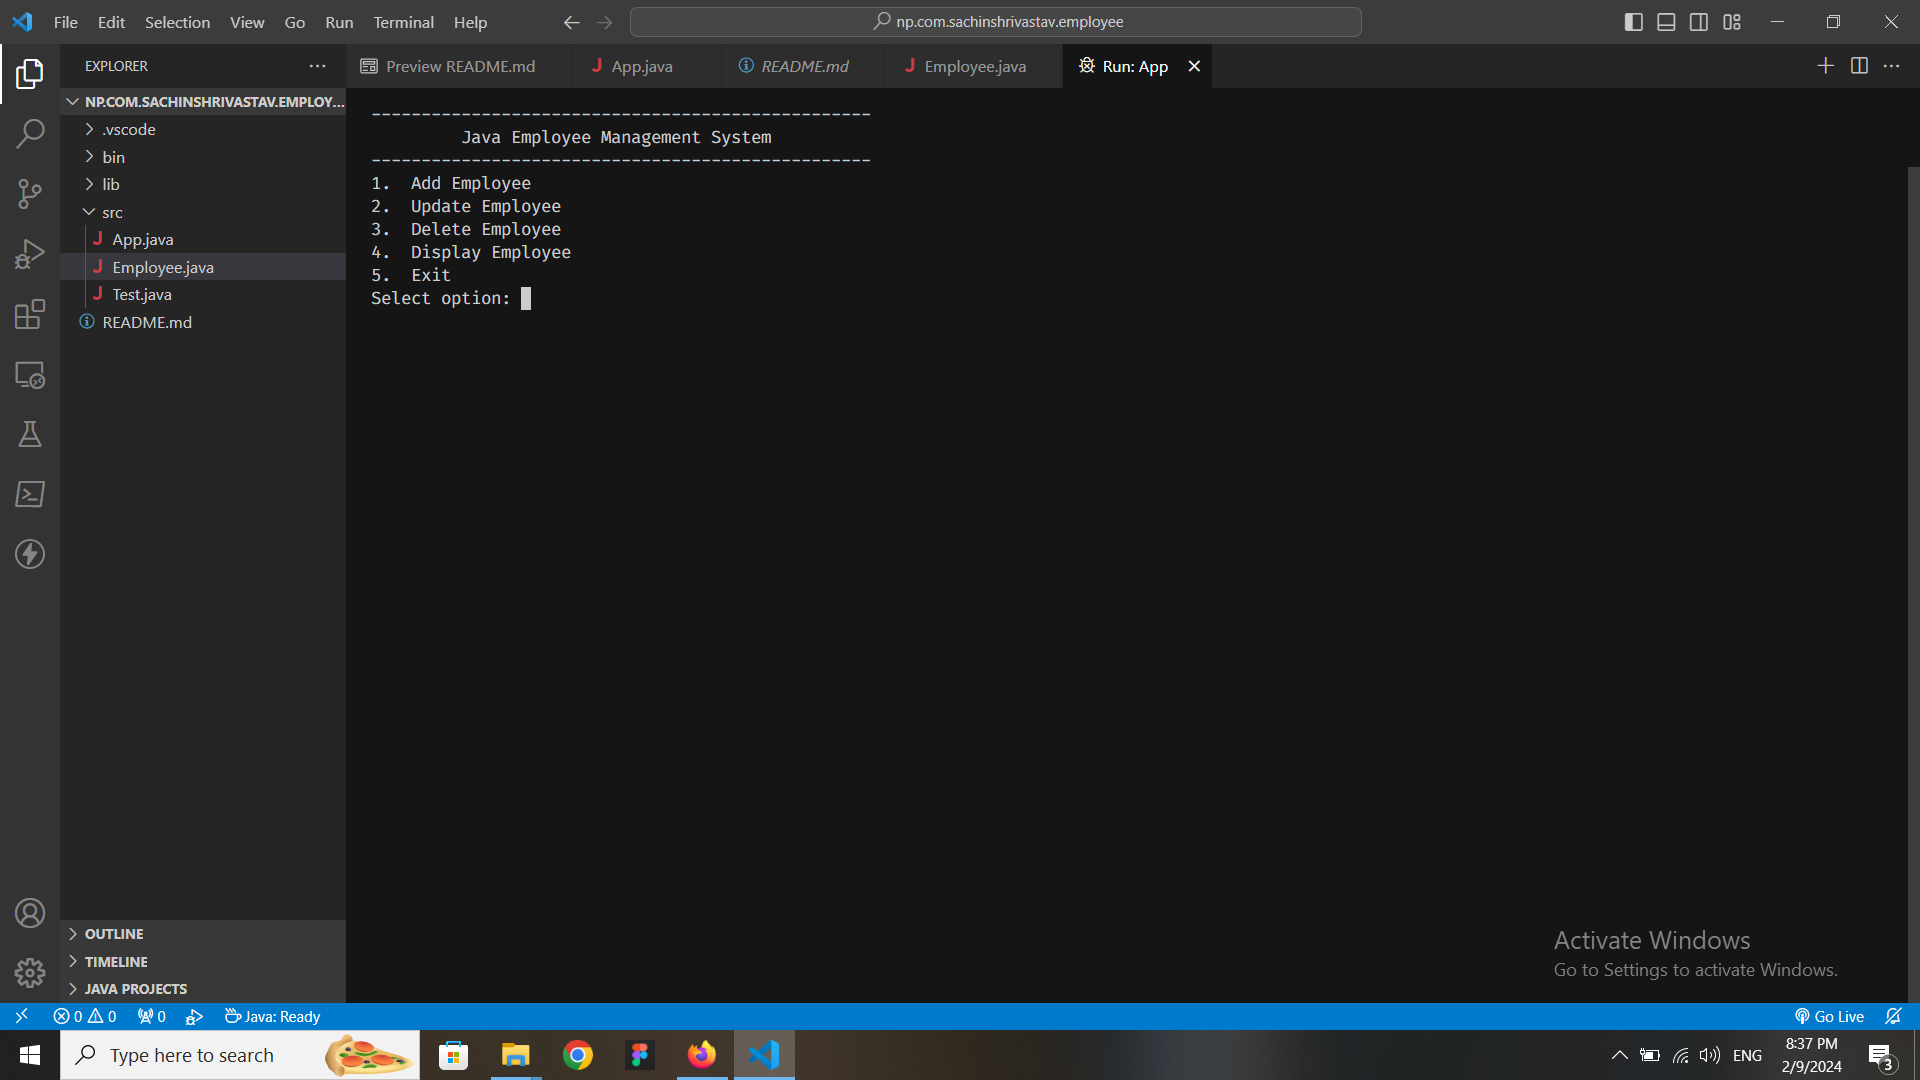 File Edit Selection View Go Run Terminal Help
np.com.sachinshrivastav.employee
EXPLORER
Preview README.md
App.java
README.md
Employee.java
Run: App
NP.COM.SACHINSHRIVASTAV.EMPLOY...
.vscode
bin
lib
src
App.java
Employee.java
Test.java
README.md
--------------------------------------------------
Java Employee Management System
--------------------------------------------------
1. Add Employee
2. Update Employee
3. Delete Employee
4. Display Employee
5. Exit
Select option:
OUTLINE
TIMELINE
JAVA PROJECTS
Activate Windows
Go to Settings to activate Windows.
0 0 0 Java: Ready
Go Live
Type here to search
ENG
8:37 PM
2/9/2024
3